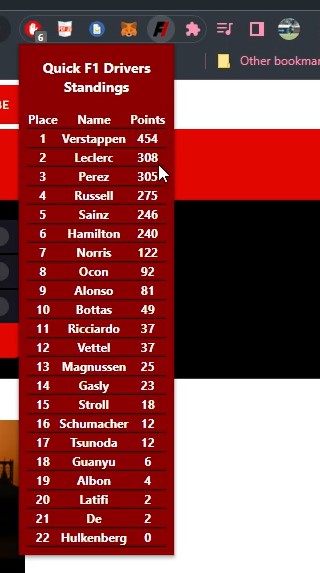 6
Other bookmar
BE
Quick F1 Drivers
Standings
Place Name Points
1 Verstappen 454
2 Leclerc 308
3 Perez 305
4 Russell 275
5 Sainz 246
6 Hamilton 240
7 Norris 122
8 Ocon 92
9 Alonso 81
10 Bottas 49
11 Ricciardo 37
12 Vettel 37
13 Magnussen 25
14 Gasly 23
15 Stroll 18
16 Schumacher 12
17 Tsunoda 12
18 Guanyu 6
19 Albon 4
20 Latifi 2
21 De 2
22 Hulkenberg 0